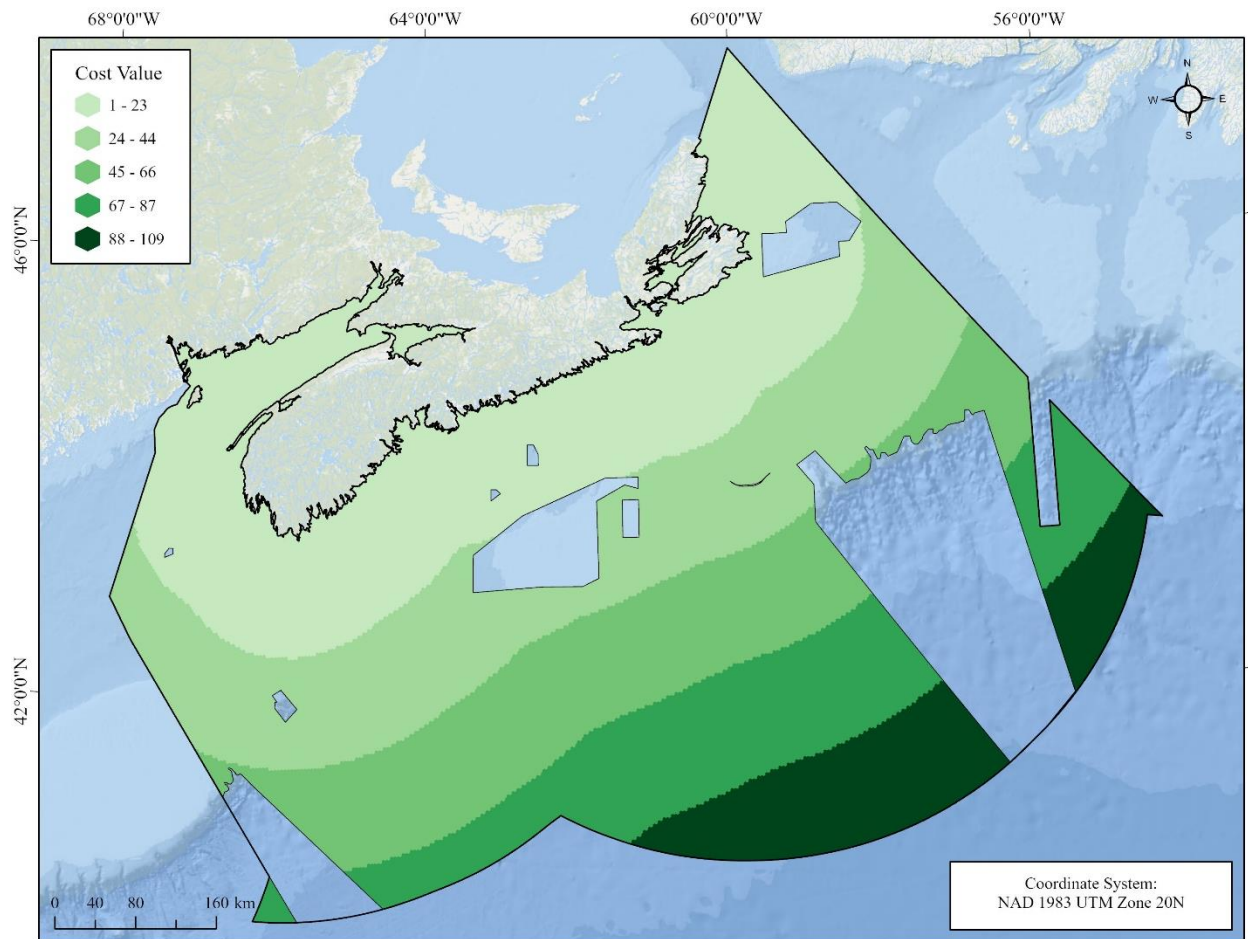 68°0'0"W 64°0'0"W 60°0'0"W 56°0'0"W
Cost Value
1 - 23
24 - 44
45 - 66
67 - 87
88 - 109
N
W E
S
46°0'0"N
42°0'0"N
0 40 80 160 km
Coordinate System:
NAD 1983 UTM Zone 20N